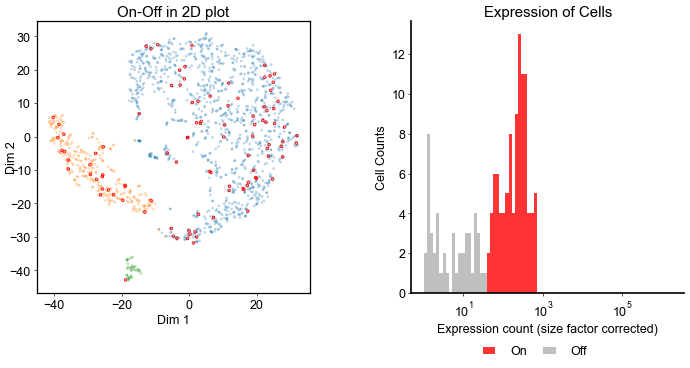 On-Off in 2D plot
30
20
10
0
−10
−20
−30
−40
Dim 2
−40
−20
0
20
Dim 1
Expression of Cells
12
10
8
6
4
2
0
Cell Counts
10^1
10^3
10^5
Expression count (size factor corrected)
On
Off